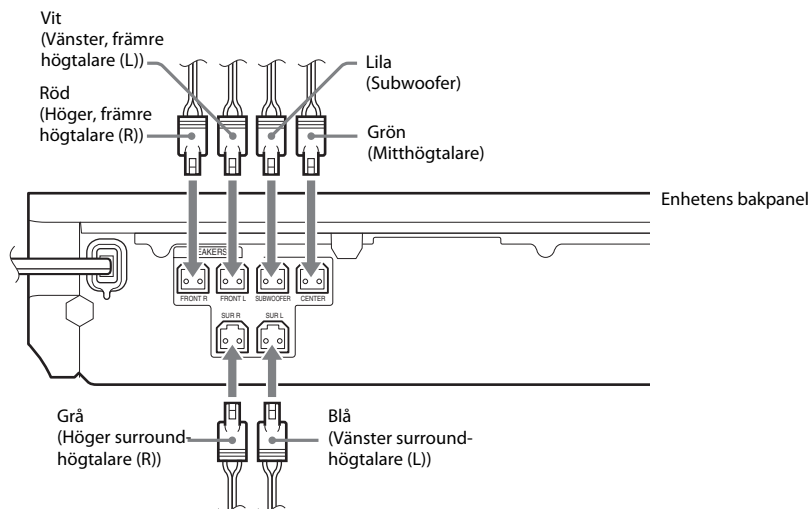 Vit
(Vänster, främre
högtalare (L))
Röd
(Höger, främre
högtalare (R))
Lila
(Subwoofer)
Grön
(Mitthögtalare)
Enhetens bakpanel
FRONT R
FRONT L
SUBWOOFER
CENTER
SUR R
SUR L
Grå
(Höger surround-
högtalare (R))
Blå
(Vänster surround-
högtalare (L))